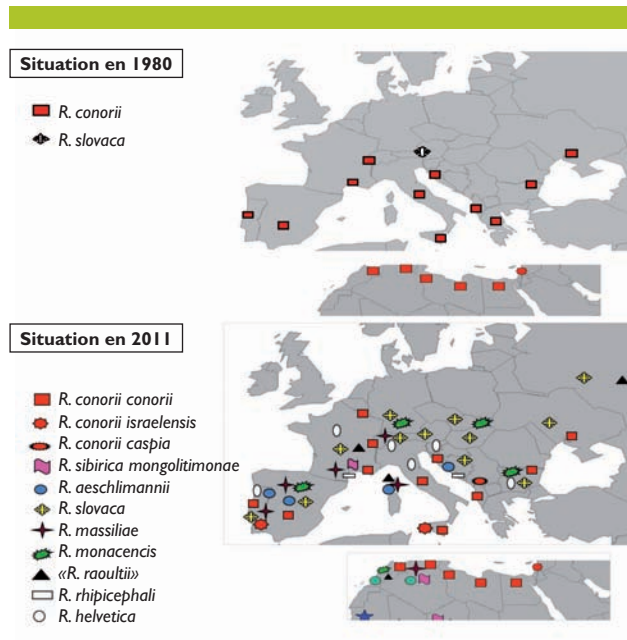 Situation en 1980
R. conorii
R. slovaca
Situation en 2011
R. conorii conorii
R. conorii israelensis
R. conorii caspia
R. sibirica mongolitimonae
R. aeschlimannii
R. slovaca
R. massiliae
R. monacencis
«R. raoultii»
R. rhipicephali
R. helvetica